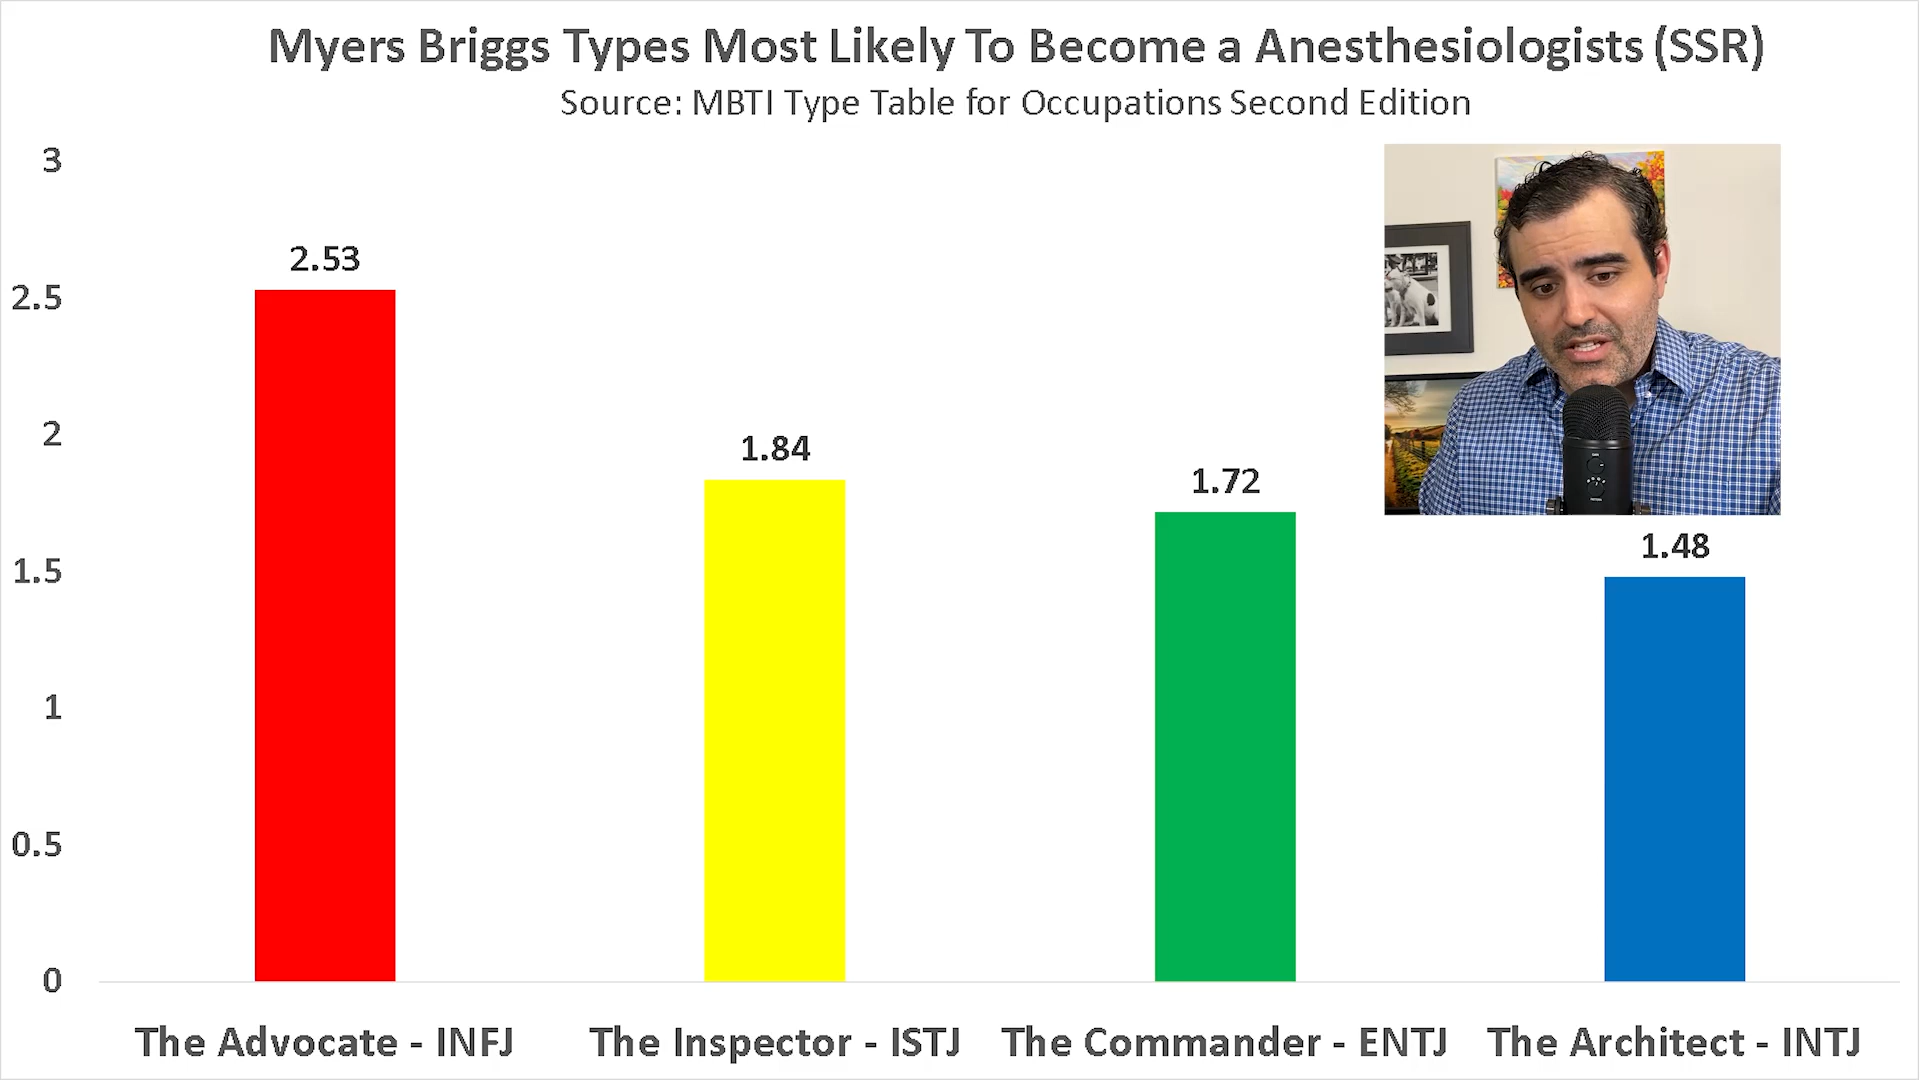 Myers Briggs Types Most Likely To Become a Anesthesiologists (SSR)
Source: MBTI Type Table for Occupations Second Edition
3
2.53
2.5
2
1.84
1.72
1.5
1.48
1
0.5
0
The Advocate - INFJ
The Inspector - ISTJ
The Commander - ENTJ
The Architect - INTJ